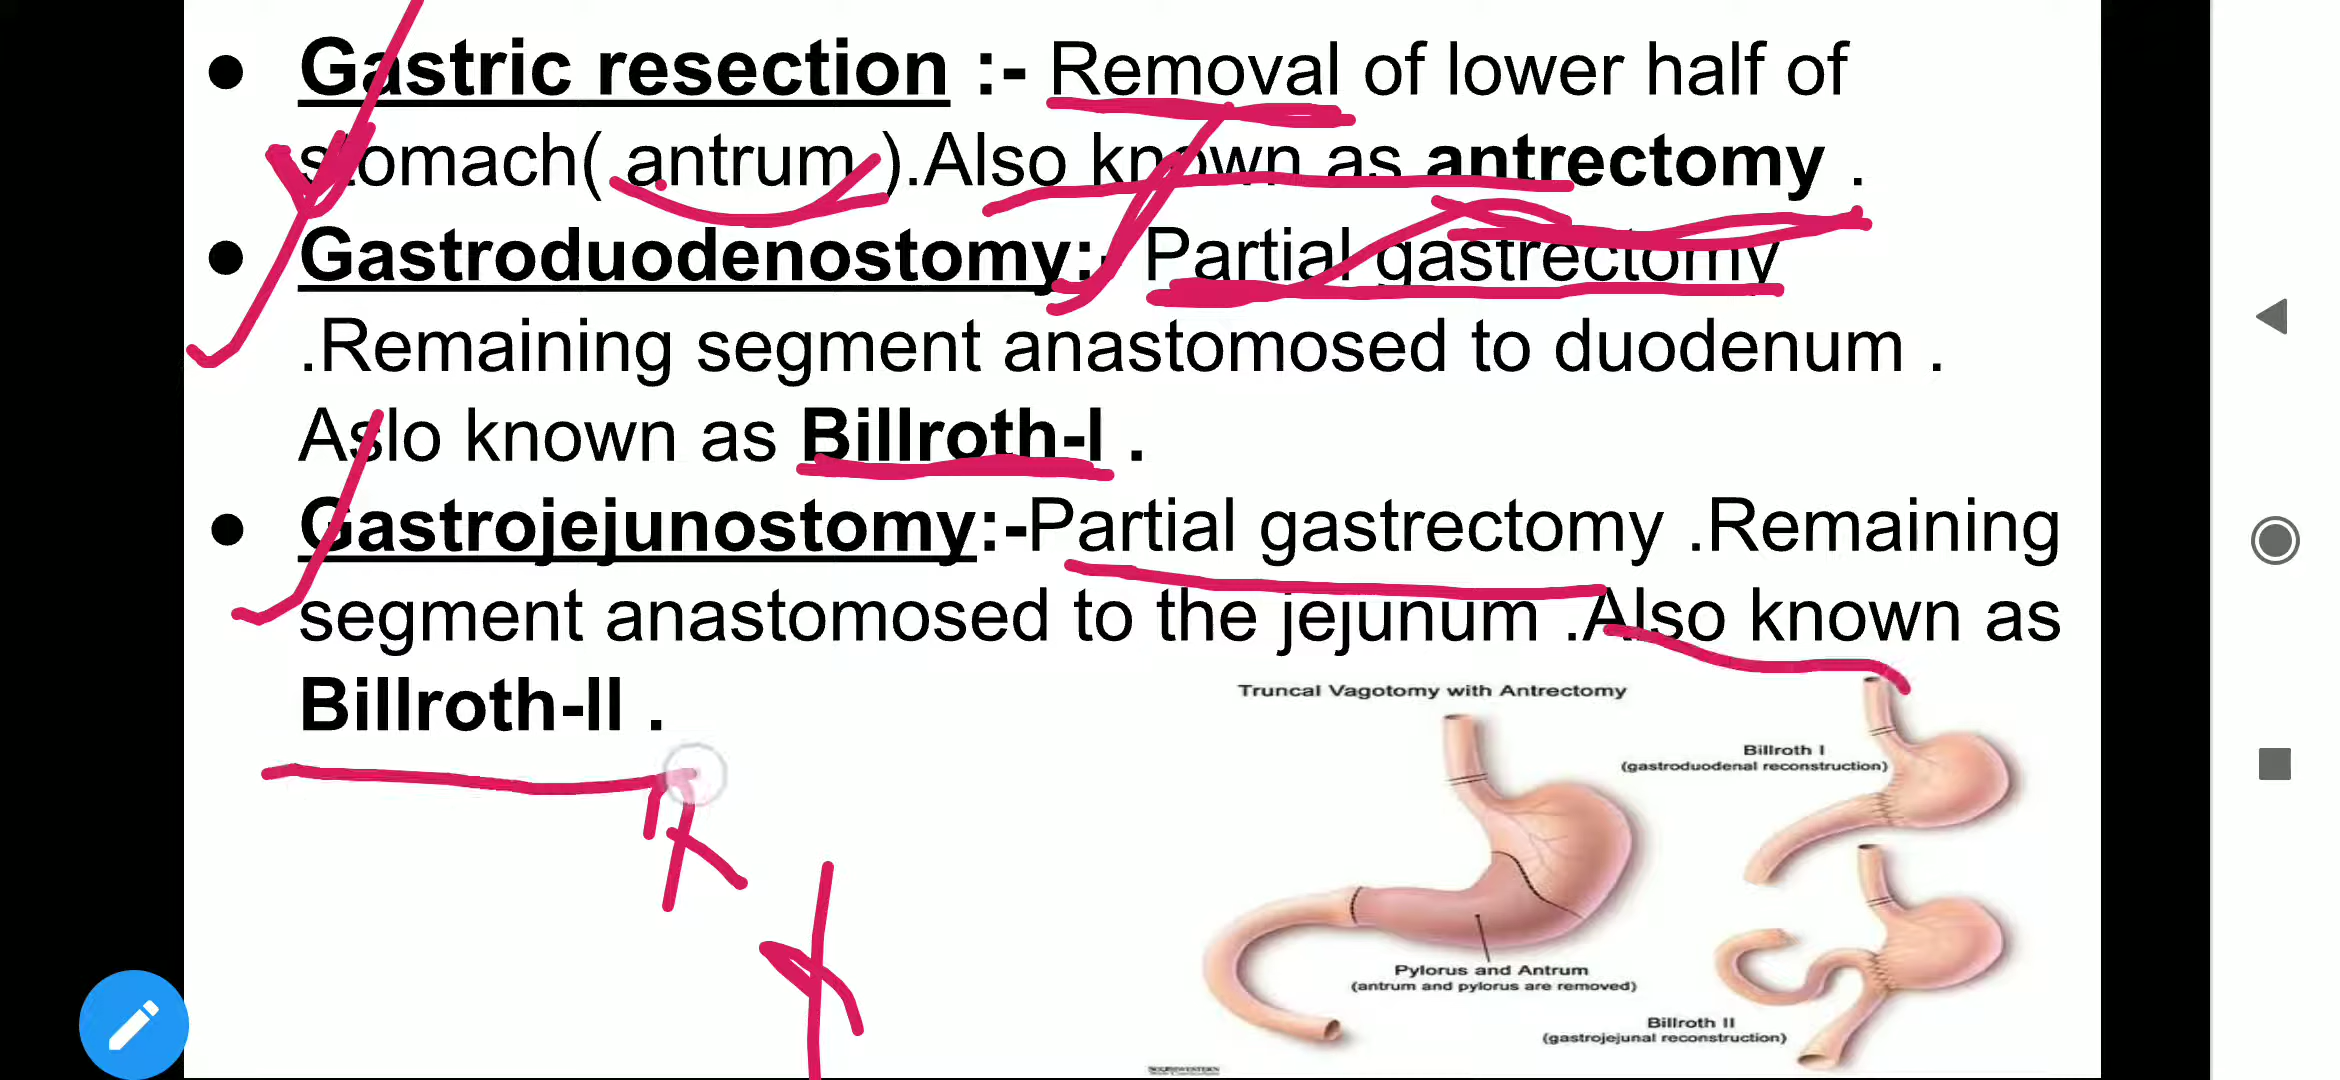 ● Gastric resection :- Removal of lower half of
stomach( antrum ).Also known as antrectomy .
● Gastroduodenostomy:- Partial gastrectomy
.Remaining segment anastomosed to duodenum .
Aslo known as Billroth-I .
● Gastrojejunostomy:-Partial gastrectomy .Remaining
segment anastomosed to the jejunum .Also known as
Billroth-II .
Truncal Vagotomy with Antrectomy
Billroth I
(gastroduodenal reconstruction)
Pylorus and Antrum
(antrum and pylorus are removed)
Billroth II
(gastrojejunal reconstruction)